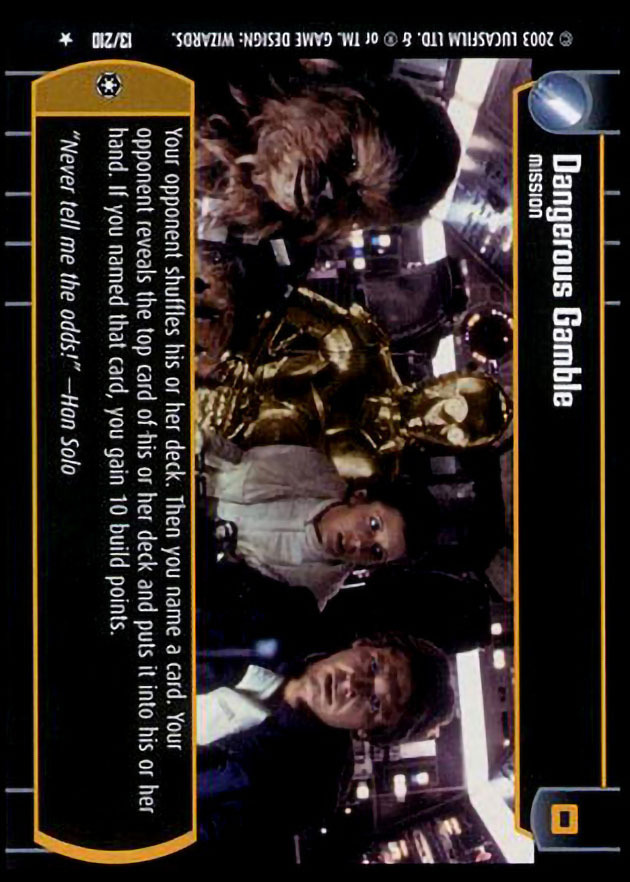 Dangerous Gamble
MISSION
0
Your opponent shuffles his or her deck. Then you name a card. Your
opponent reveals the top card of his or her deck and puts it into his or her
hand. If you named that card, you gain 10 build points.
"Never tell me the odds!" —Han Solo
13/210 ★
© 2003 LUCASFILM LTD. & ® or TM. GAME DESIGN: WIZARDS.